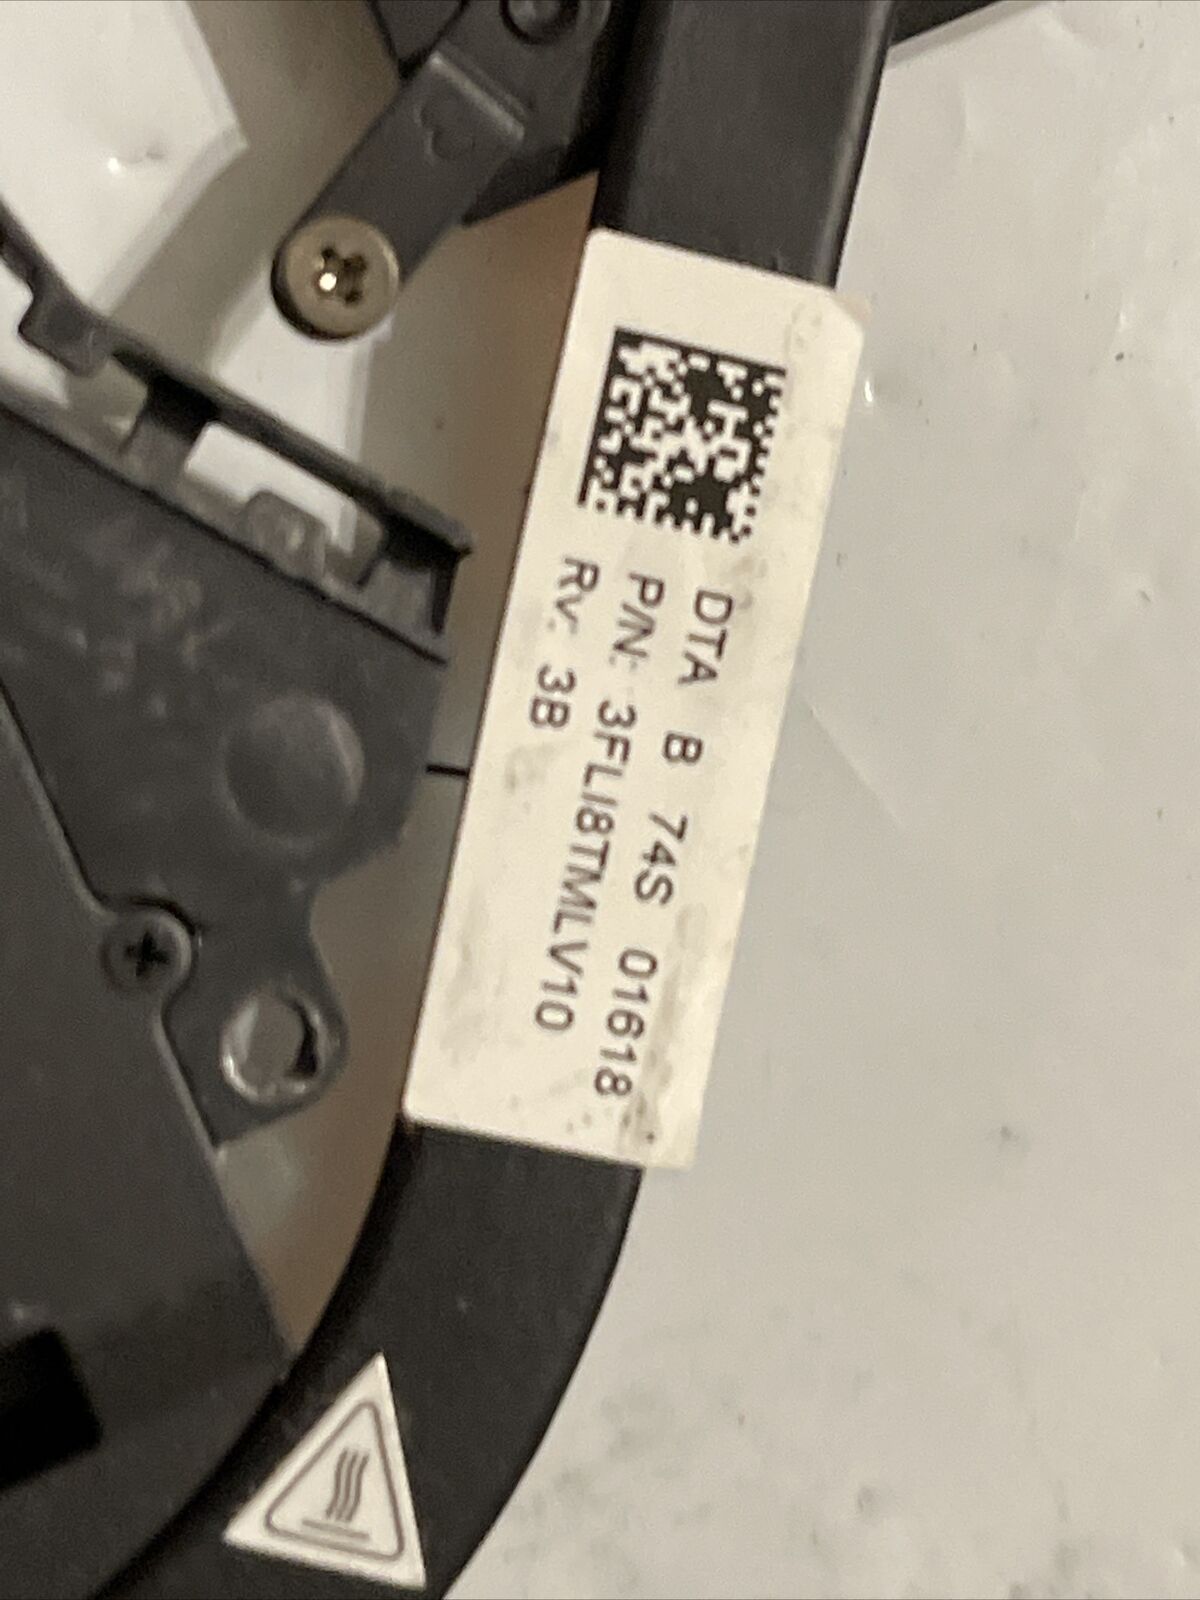 DTA B 74S 01618
P/N: 3FLI8TMLV10
Rv: 3B